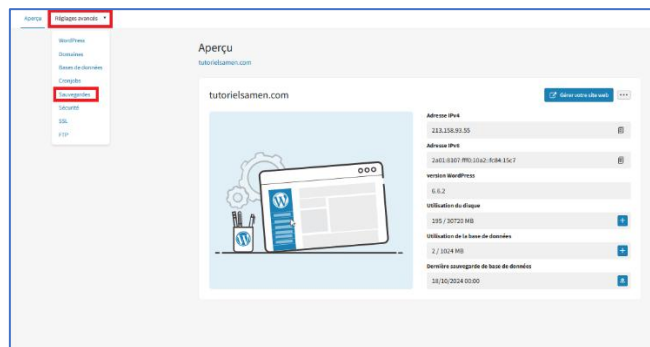 Aperçu Réglages avancés
WordPress
Domaines
Bases de données
Cronjobs
Sauvegardes
Sécurité
SSL
FTP
Aperçu
tutorielsamen.com
tutorielsamen.com
Gérer votre site web
Adresse IPv4
213.158.93.55
Adresse IPv6
version WordPress
6.6.2
Utilisation du disque
195 / 30720 MB
Utilisation de la base de données
2 / 1024 MB
Dernière sauvegarde de base de données
18/10/2024 00:00